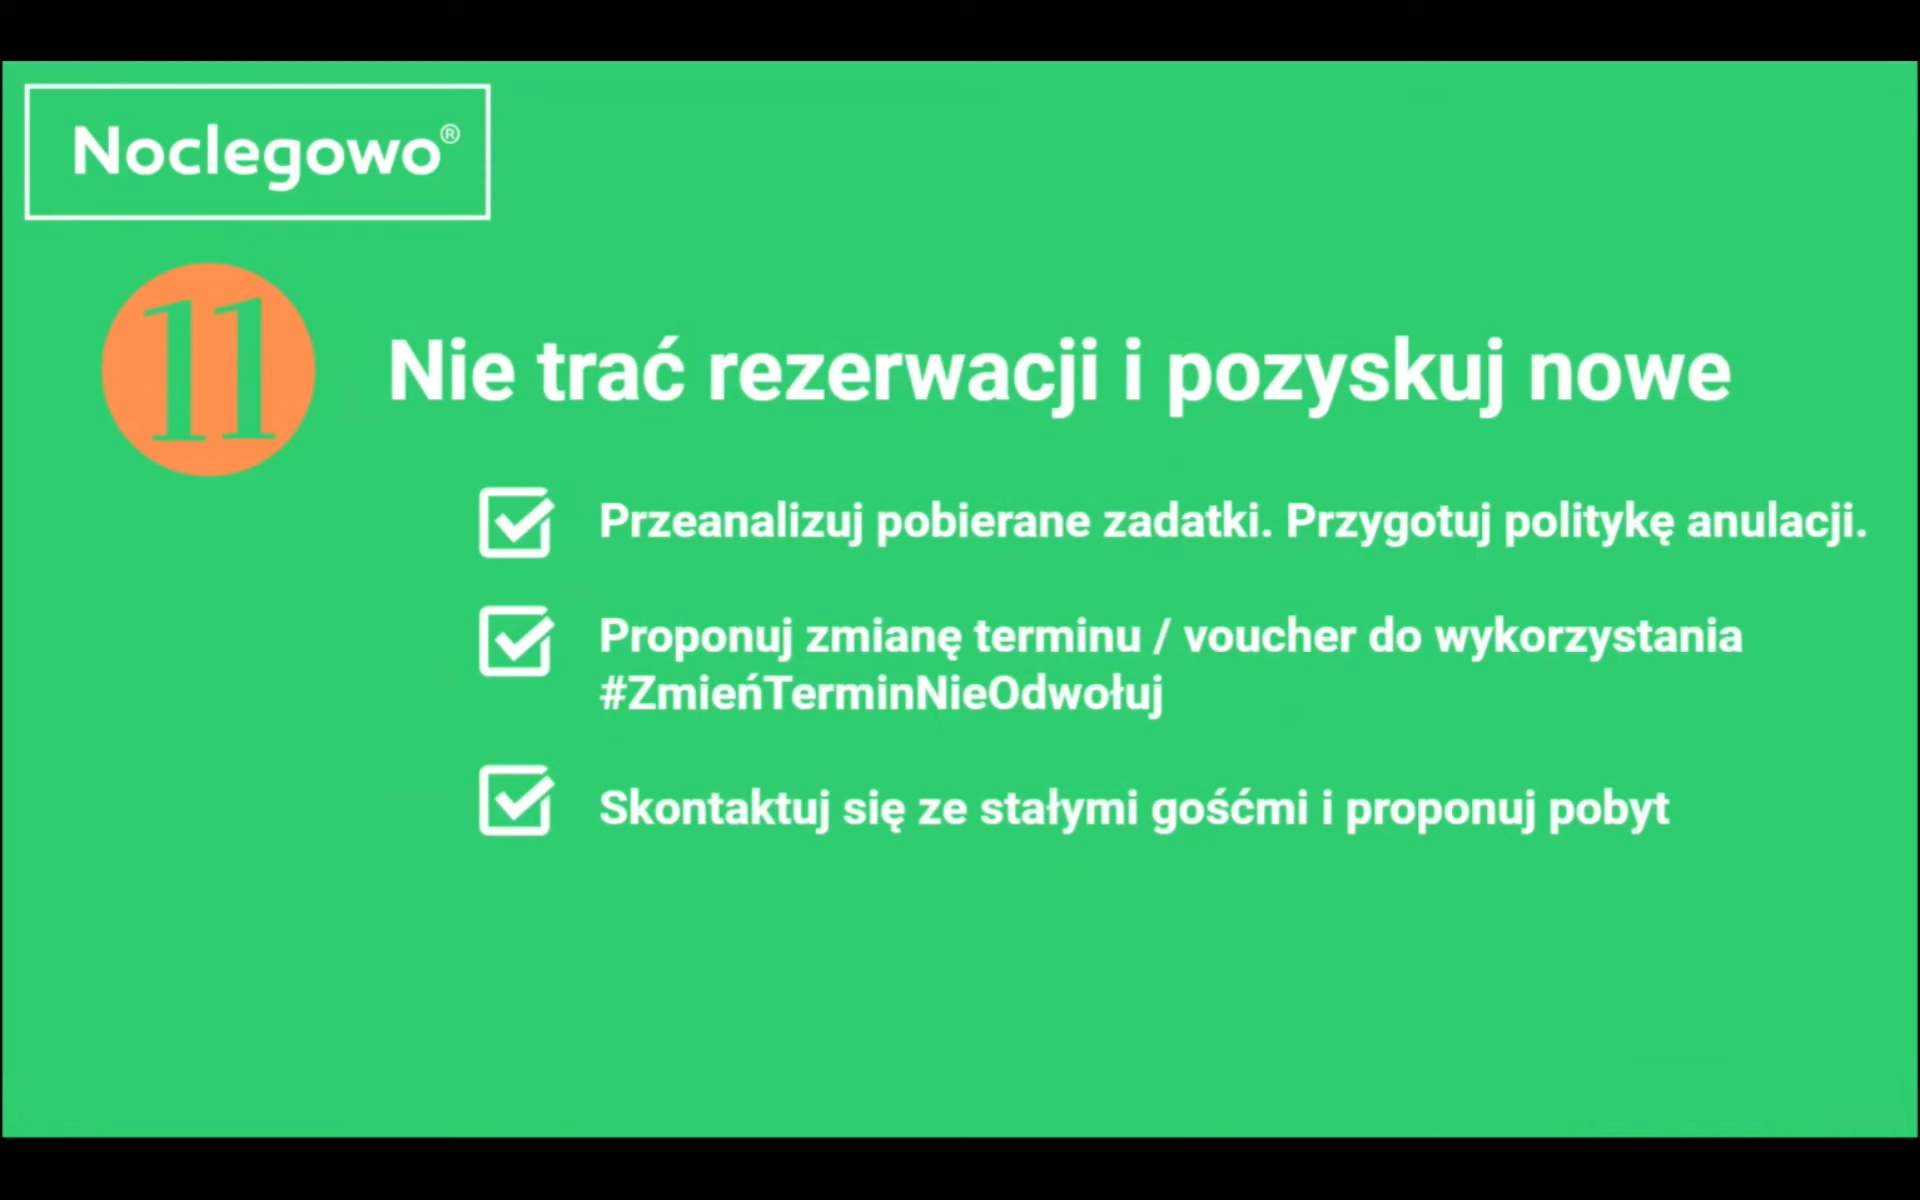 Noclegowo®
11
Nie trać rezerwacji i pozyskuj nowe
Przeanalizuj pobierane zadatki. Przygotuj politykę anulacji.
Proponuj zmianę terminu / voucher do wykorzystania
#ZmieńTerminNieOdwołuj
Skontaktuj się ze stałymi gośćmi i proponuj pobyt